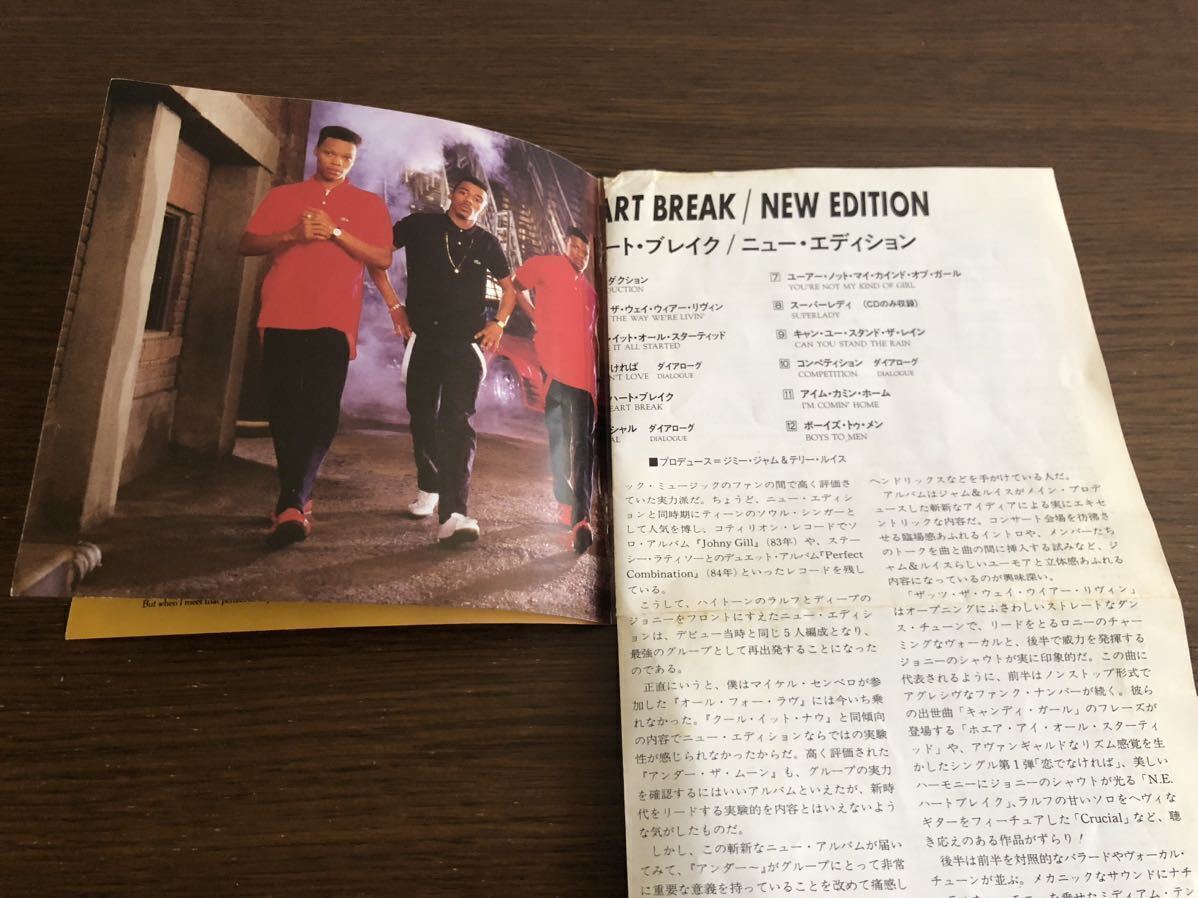 But when I meet that
ART BREAK / NEW EDITION
ート・ブレイク / ニュー・エディション
ダクション
DUCTION
ザ・ウェイ・ウィアー・リヴィン
THE WAY WE'RE LIVIN'
・イット・オール・スターティッド
IT ALL STARTED
ければ ダイアローグ
N'T LOVE DIALOGUE
ハート・ブレイク
EART BREAK
シャル ダイアローグ
AL DIALOGUE
7 ユーアー・ノット・マイ・カインド・オブ・ガール
YOU'RE NOT MY KIND OF GIRL
8 スーパーレディ (CDのみ収録)
SUPERLADY
9 キャン・ユー・スタンド・ザ・レイン
CAN YOU STAND THE RAIN
10 コンペティション ダイアローグ
COMPETITION DIALOGUE
11 アイム・カミン・ホーム
I'M COMIN' HOME
12 ボーイズ・トゥ・メン
BOYS TO MEN
■プロデュース=ジミー・ジャム&テリー・ルイス
ック・ミュージックのファンの間で高く評価さ
ていた実力派だ。ちょうど、ニュー・エディシ
ョンと同時期にティーンのソウル・シンガーと
して人気を博し、コティリオン・レコードでソ
ロ・アルバム『Johny Gill』(83年) や、ステー
シー・ラティソーとのデュエット・アルバム『Perfect
Combination』(84年) といったレコードを残し
ている。
こうして、ハイトーンのラルフとディープの
ジョニーをフロントにすえたニュー・エディシ
ョンは、デビュー当時と同じ5人編成となり、
最強のグループとして再出発することになった
のである。
正直にいうと、僕はマイケル・センベロが参
加した『オール・フォー・ラヴ』には今いち乗
れなかった。『クール・イット・ナウ』と同傾向
の内容でニュー・エディションならではの実験
性が感じられなかったからだ。高く評価された
『アンダー・ザ・ムーン』も、グループの実力
を確認するにはいいアルバムといえたが、新時
代をリードする実験的を内容とはいえないよう
な気がしたものだ。
しかし、この斬新なニュー・アルバムが届い
てみて、『アンダー〜』がグループにとって非常
に重要な意義を持っていることを改めて痛感し
ヘンドリックスなどを手がけている人だ。
アルバムはジャム&ルイスがメイン・プロデ
ュースした斬新なアイディアによる実にエキセ
ントリックな内容だ。コンサート会場を彷彿さ
せる臨場感あふれるイントロや、メンバーたち
のトークを曲と曲の間に挿入する試みなど、ジ
ャム&ルイスらしいユーモアと立体感あふれる
内容になっているのが興味深い。
「ザッツ・ザ・ウェイ・ウイアー・リヴィン」
はオープニングにふさわしいストレートなダン
ス・チューンで、リードをとるロニーのチャー
ミングなヴォーカルと、後半で威力を発揮する
ジョニーのシャウトが実に印象的だ。この曲に
代表されるように、前半はノンストップ形式で
アグレシヴなファンク・ナンバーが続く。彼ら
の出世曲「キャンディ・ガール」のフレーズが
登場する「ホエア・アイ・オール・スターティ
ッド」や、アヴァンギャルドなリズム感覚を生
かしたシングル第1弾「恋でなければ」、美しい
ハーモニーにジョニーのシャウトが光る「N.E.
ハートブレイク」、ラルフの甘いソロをヘヴィな
ギターをフィーチュアした「Crucial」など、聴
き応えのある作品がずらり!
後半は前半を対照的なバラードやヴォーカル・
チューンが並ぶ。メカニックなサウンドにナチ